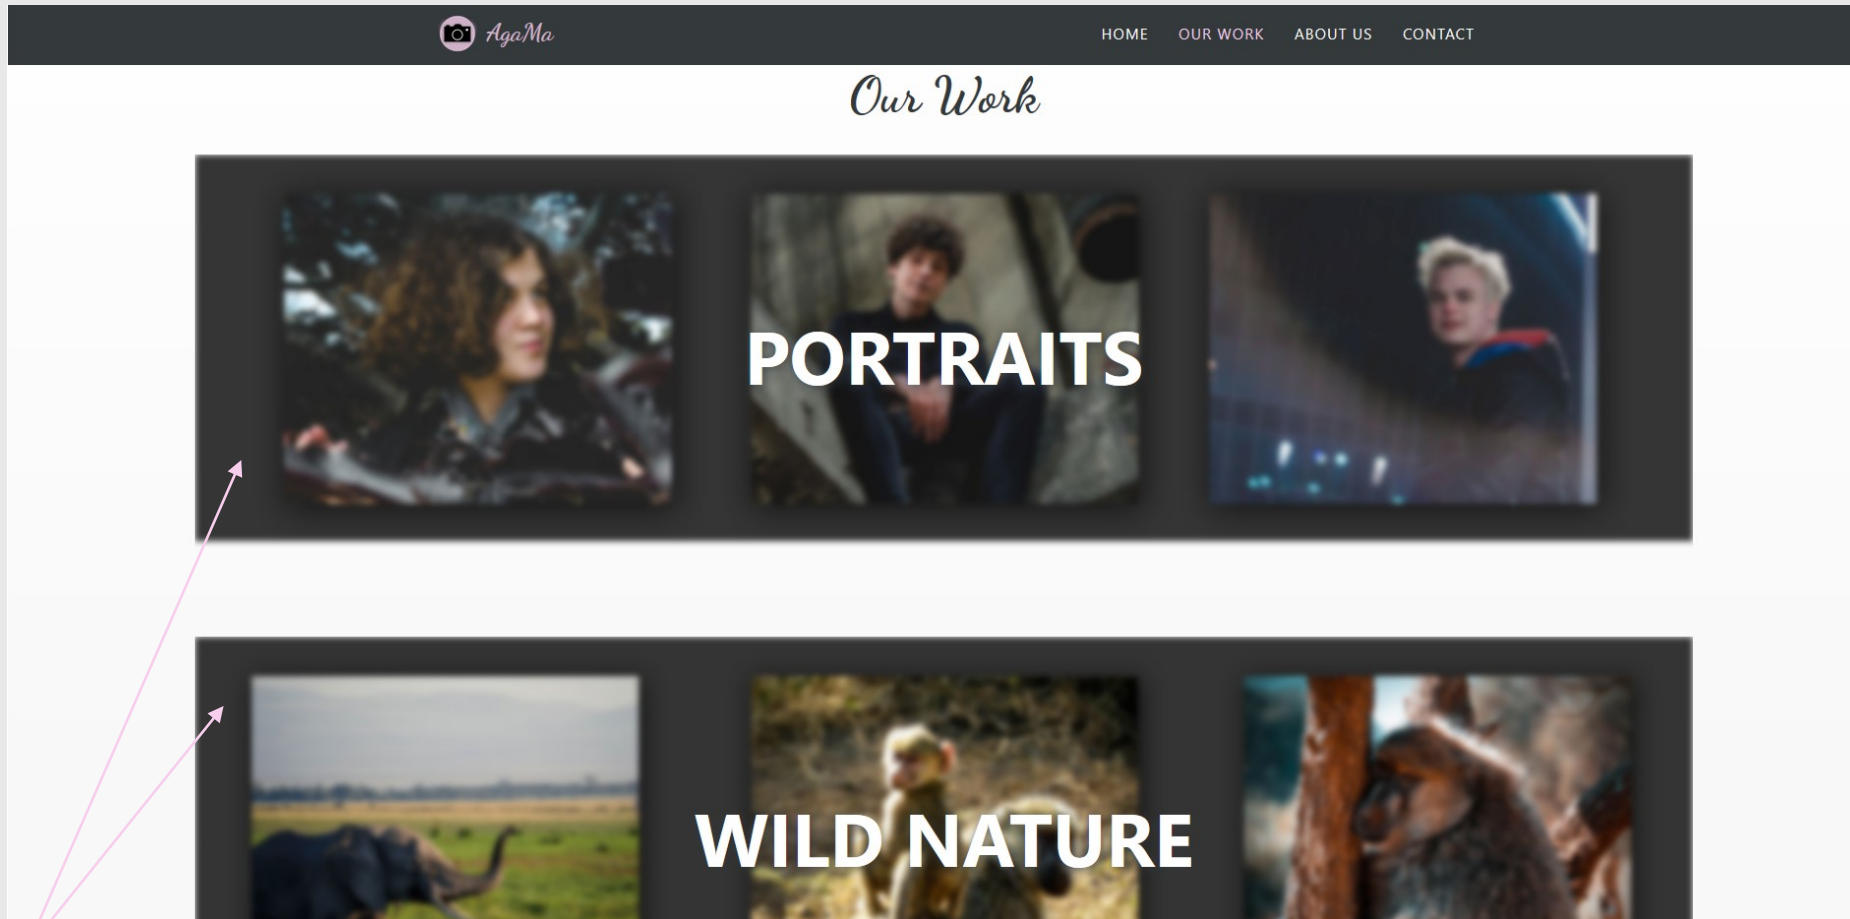 AgaMa
HOME OUR WORK ABOUT US CONTACT
Our Work
PORTRAITS
WILD NATURE